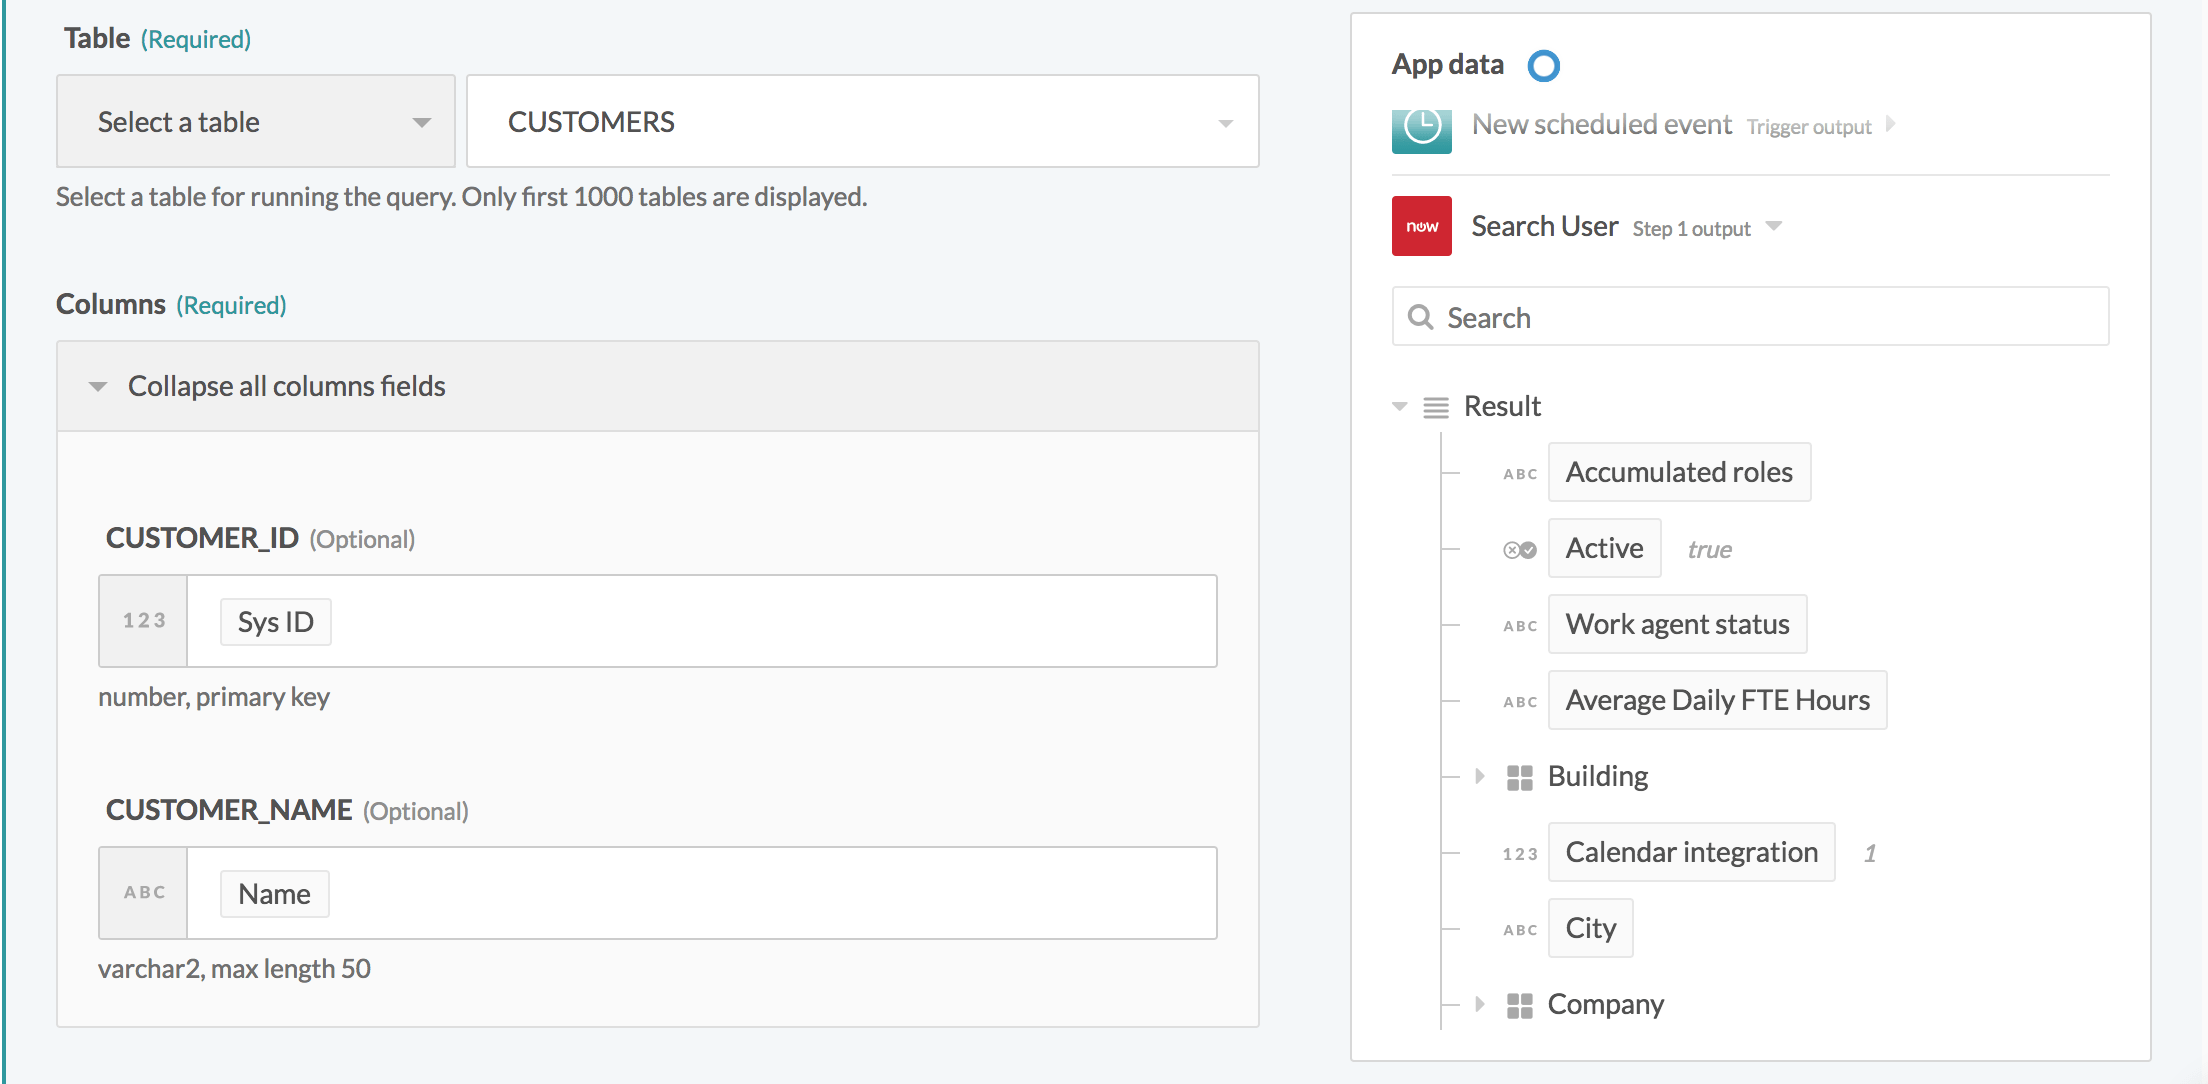 Table (Required)
Select a table
CUSTOMERS
Select a table for running the query. Only first 1000 tables are displayed.
Columns (Required)
Collapse all columns fields
CUSTOMER_ID (Optional)
123 Sys ID
number, primary key
CUSTOMER_NAME (Optional)
ABC Name
varchar2, max length 50
App data
New scheduled event Trigger output
now Search User Step 1 output
Search
Result
ABC Accumulated roles
Active true
ABC Work agent status
ABC Average Daily FTE Hours
Building
123 Calendar integration 1
ABC City
Company